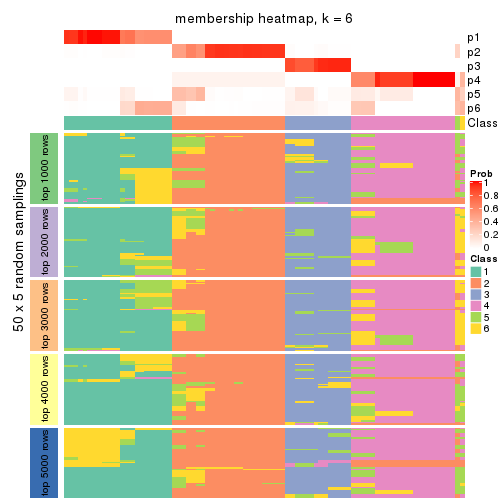 membership heatmap, k = 6
p1
p2
p3
p4
p5
p6
Class
50 x 5 random samplings
top 1000 rows
top 2000 rows
top 3000 rows
top 4000 rows
top 5000 rows
Prob
1
0.8
0.6
0.4
0.2
0
Class
1
2
3
4
5
6